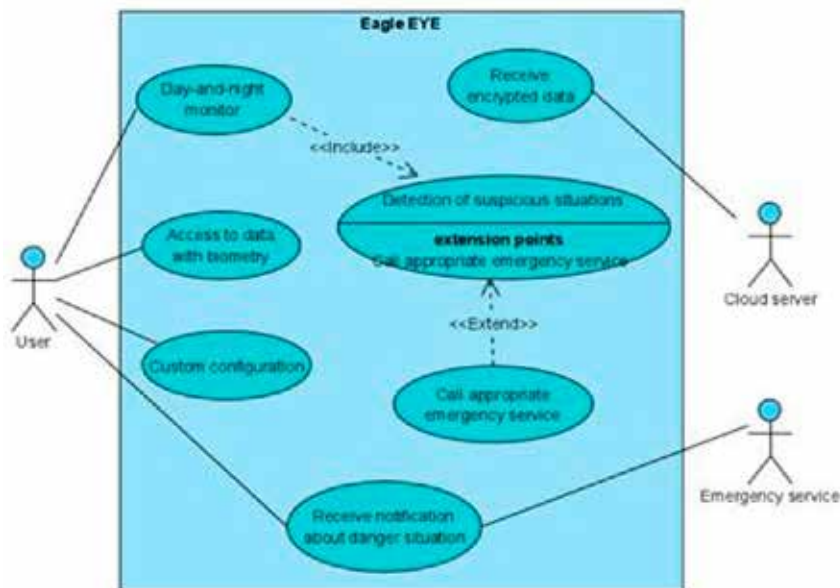 Eagle EYE
Day-and-night
monitor
Receive
encrypted data
<<Include>>
Detection of suspicious situations
extension points
Call appropriate emergency service
Access to data
with biometry
User
Cloud server
<<Extend>>
Custom configuration
Call appropriate
emergency service
Emergency service
Receive notification
about danger situation